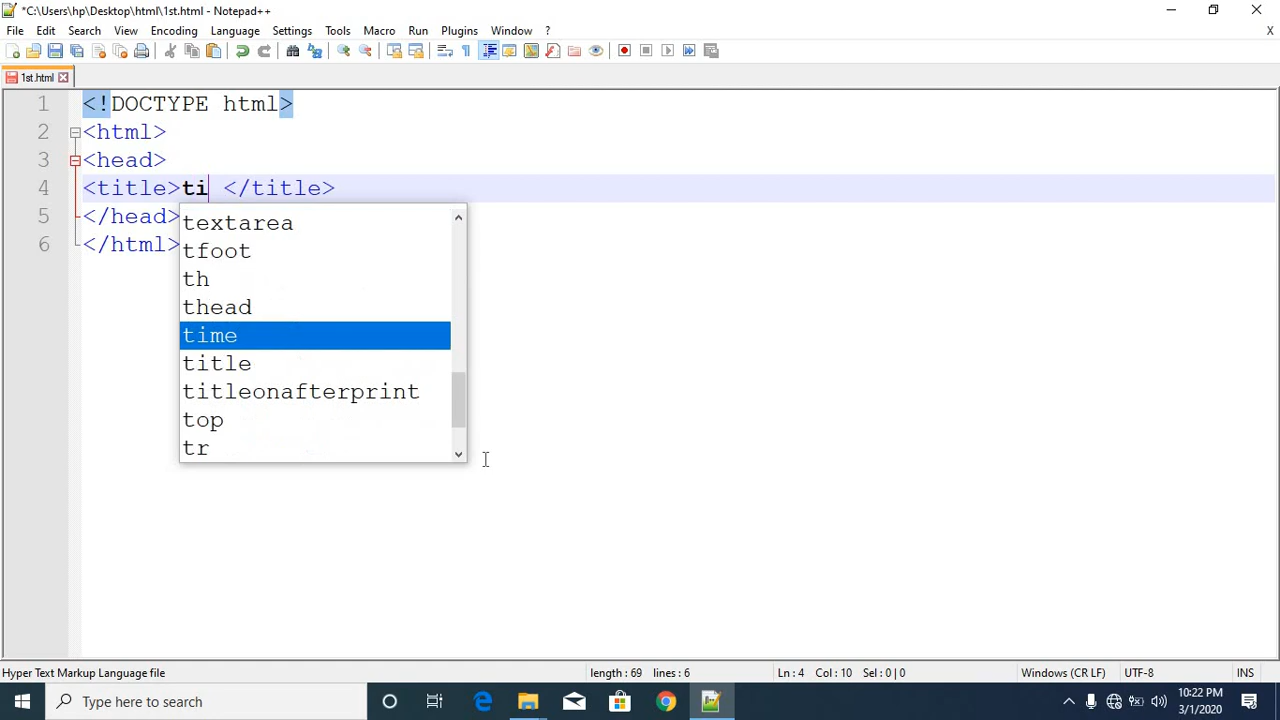 *C:\Users\hp\Desktop\html\1st.html - Notepad++
File Edit Search View Encoding Language Settings Tools Macro Run Plugins Window ? X
1st.html
1 <!DOCTYPE html>
2 <html>
3 <head>
4 <title>ti </title>
5 </head>
6 </html>
textarea
tfoot
th
thead
time
title
titleonafterprint
top
tr
Hyper Text Markup Language file length : 69 lines : 6 Ln : 4 Col : 10 Sel : 0 | 0 Windows (CR LF) UTF-8 INS
Type here to search
10:22 PM
3/1/2020